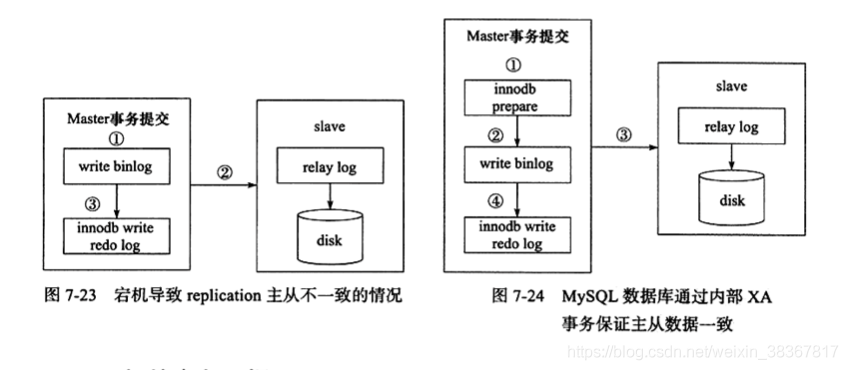 Master事务提交
①
write binlog
③
innodb write
redo log
②
slave
relay log
disk
图 7-23 宕机导致 replication 主从不一致的情况
Master事务提交
①
innodb
prepare
②
write binlog
④
innodb write
redo log
③
slave
relay log
disk
图 7-24 MySQL 数据库通过内部 XA
事务保证主从数据一致
https://blog.csdn.net/weixin_38367817